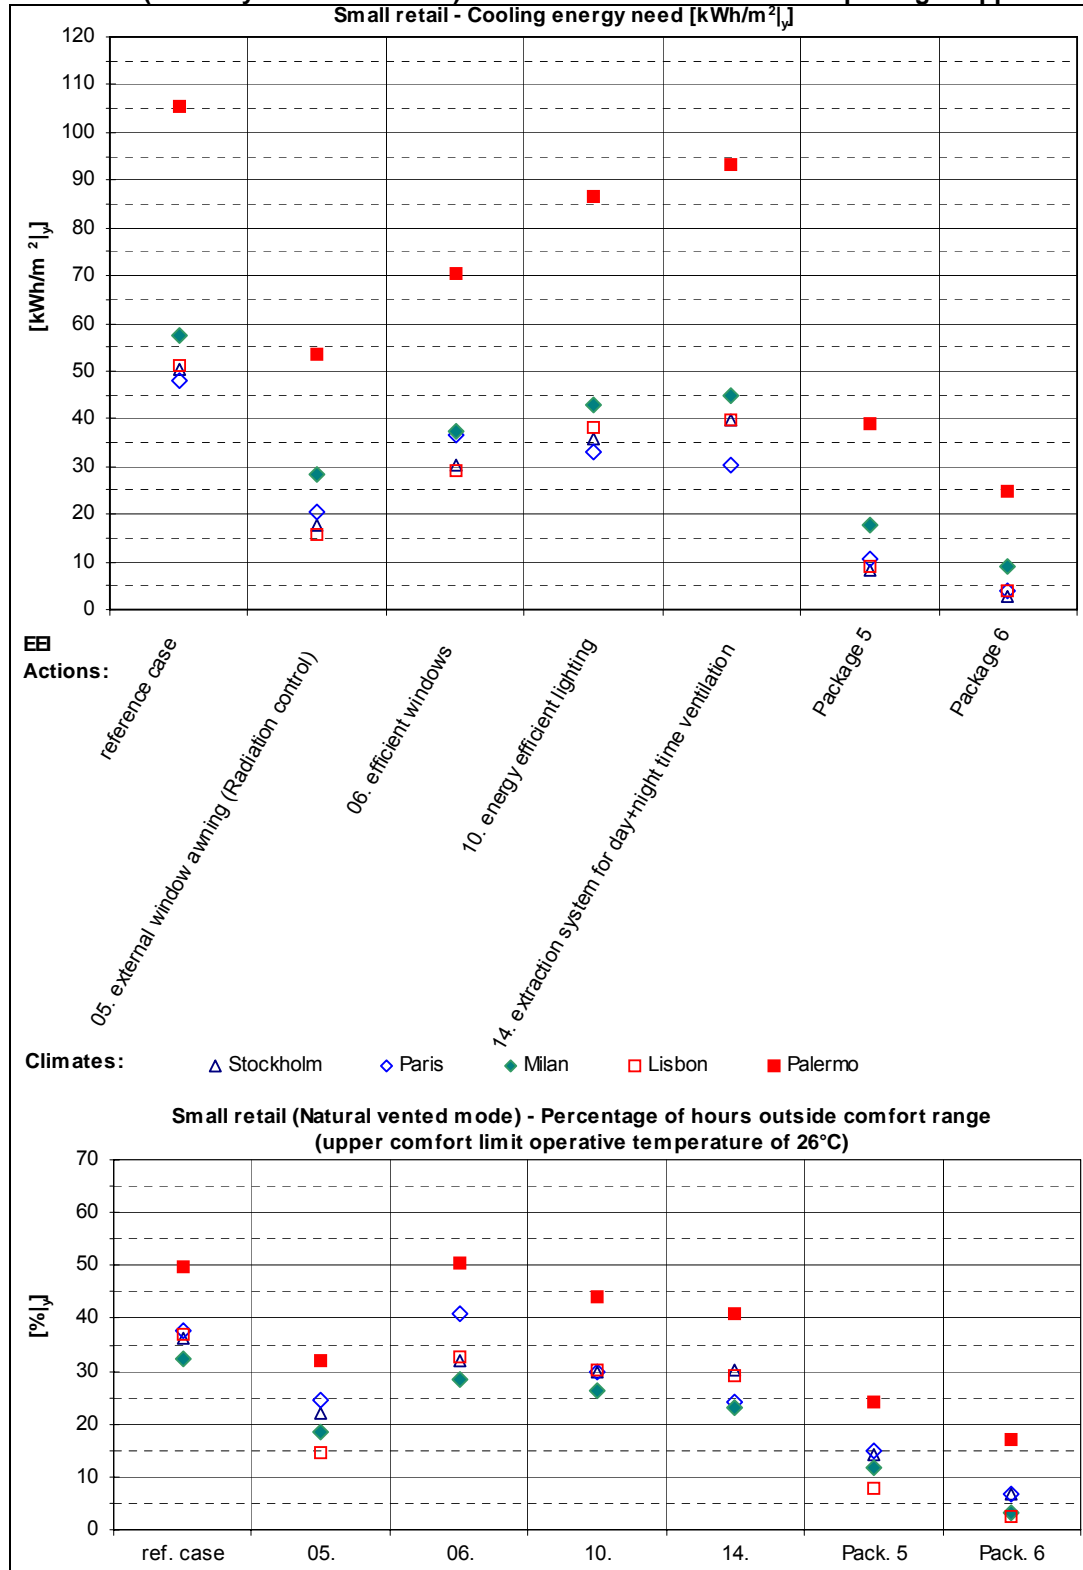 Small retail - Cooling energy need [kWh/m²|y]
120
110
100
90
80
70
60
50
40
30
20
10
0
[kWh/m²|y]
EEI
Actions:
reference case
05. external window awning (Radiation control)
06. efficient windows
10. energy efficient lighting
14. extraction system for day+night time ventilation
Package 5
Package 6
Climates: Stockholm Paris Milan Lisbon Palermo
Small retail (Natural vented mode) - Percentage of hours outside comfort range
(upper comfort limit operative temperature of 26°C)
70
60
50
40
30
20
10
0
[%|y]
ref. case 05. 06. 10. 14. Pack. 5 Pack. 6